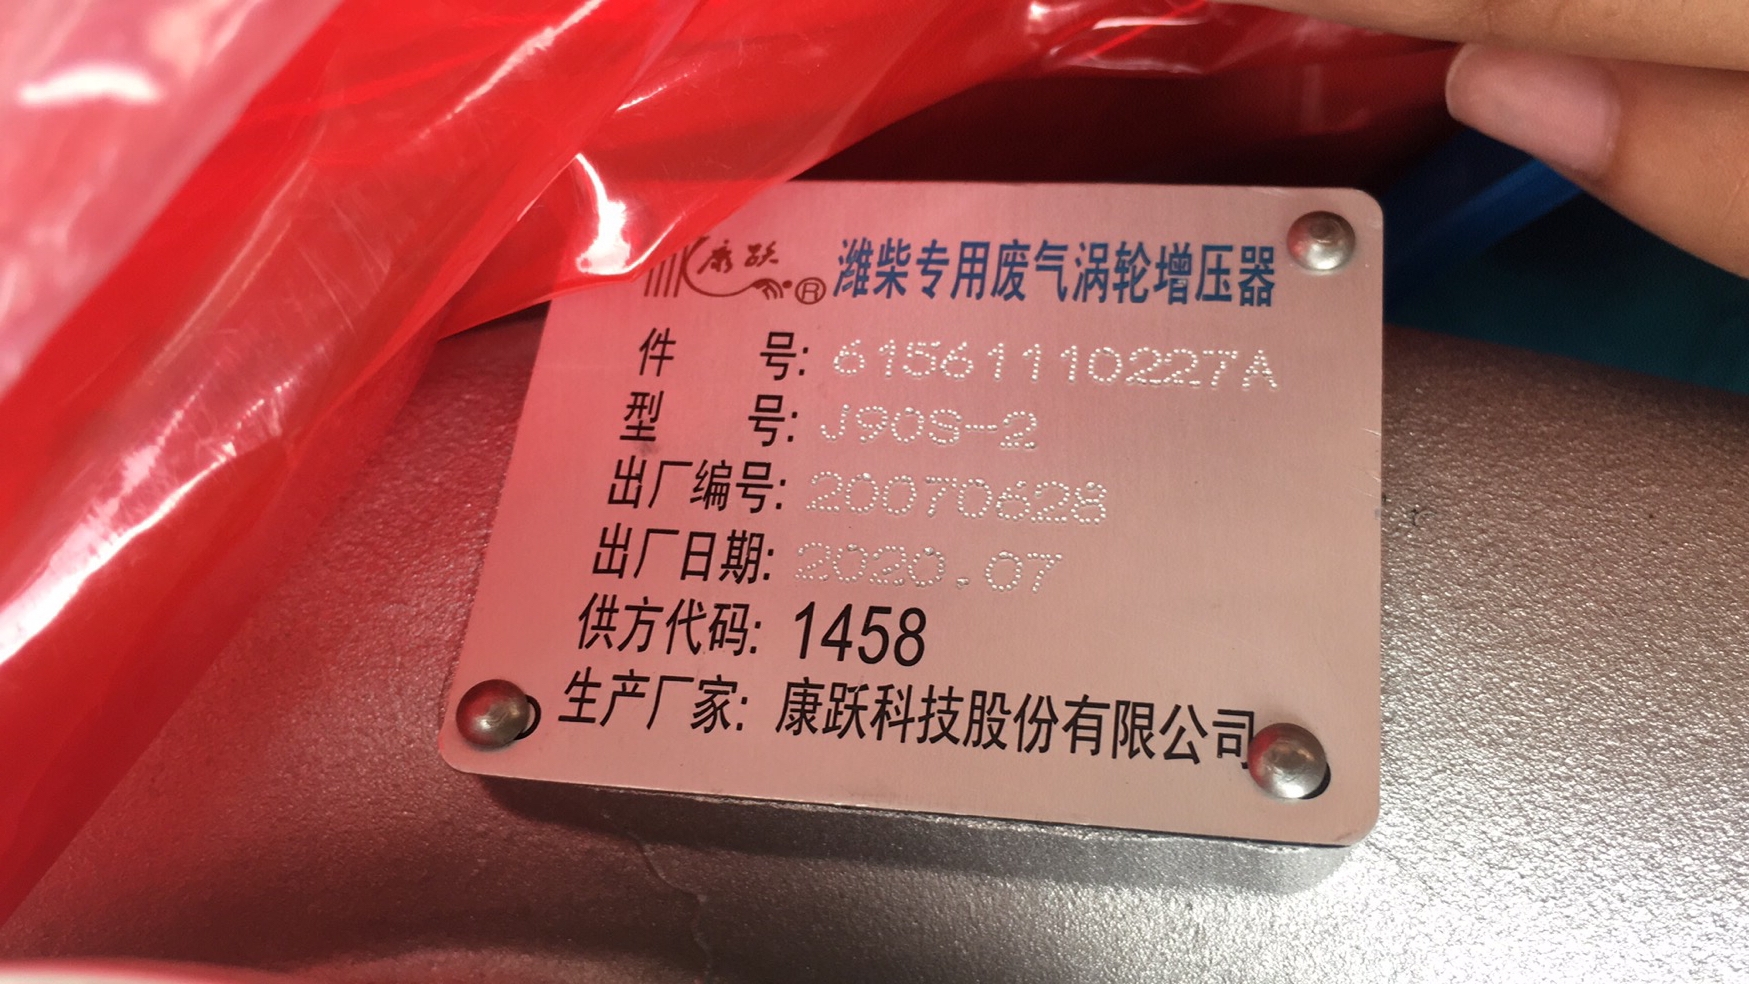 康跃® 潍柴专用废气涡轮增压器
件 号: 61561110227A
型 号: J90S-2
出厂编号: 20070628
出厂日期: 2020.07
供方代码: 1458
生产厂家: 康跃科技股份有限公司